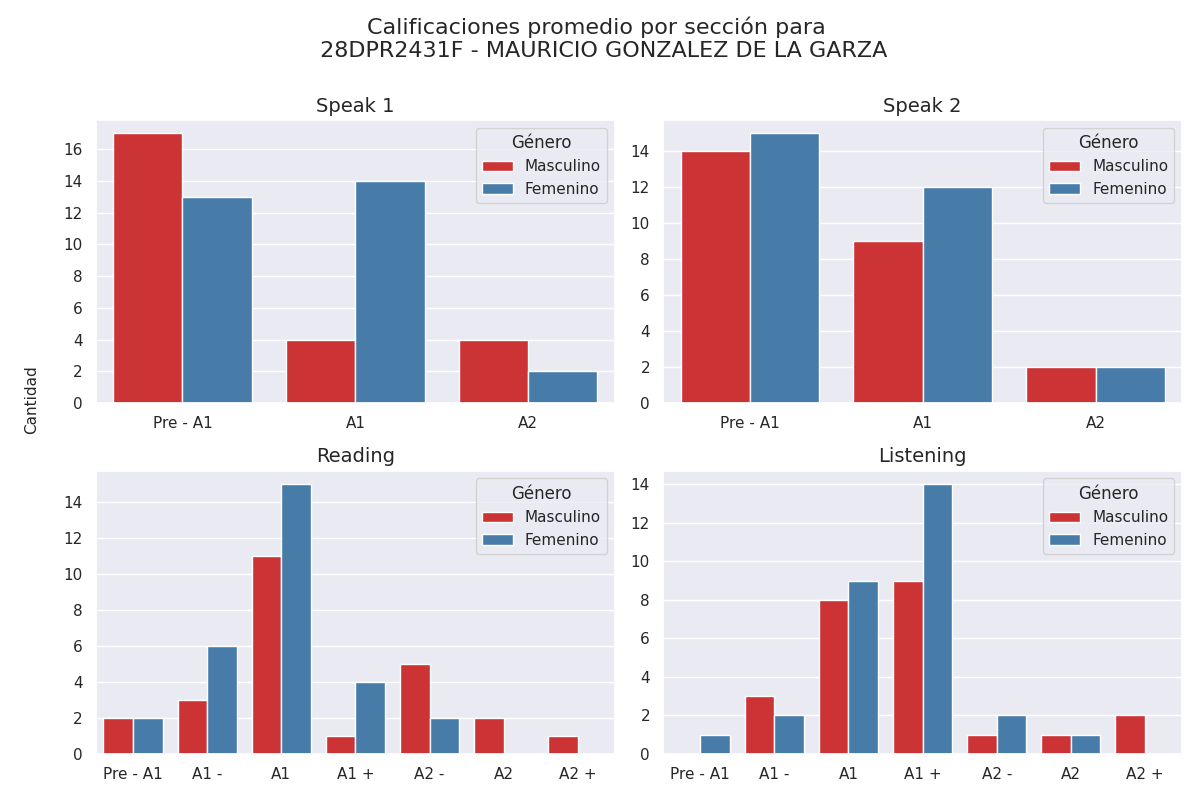 Calificaciones promedio por sección para
28DPR2431F - MAURICIO GONZALEZ DE LA GARZA
Cantidad
Speak 1
Género
Masculino
Femenino
16
14
12
10
8
6
4
2
0
Pre - A1 A1 A2
Speak 2
Género
Masculino
Femenino
14
12
10
8
6
4
2
0
Pre - A1 A1 A2
Reading
Género
Masculino
Femenino
14
12
10
8
6
4
2
0
Pre - A1 A1 - A1 A1 + A2 - A2 A2 +
Listening
Género
Masculino
Femenino
14
12
10
8
6
4
2
0
Pre - A1 A1 - A1 A1 + A2 - A2 A2 +